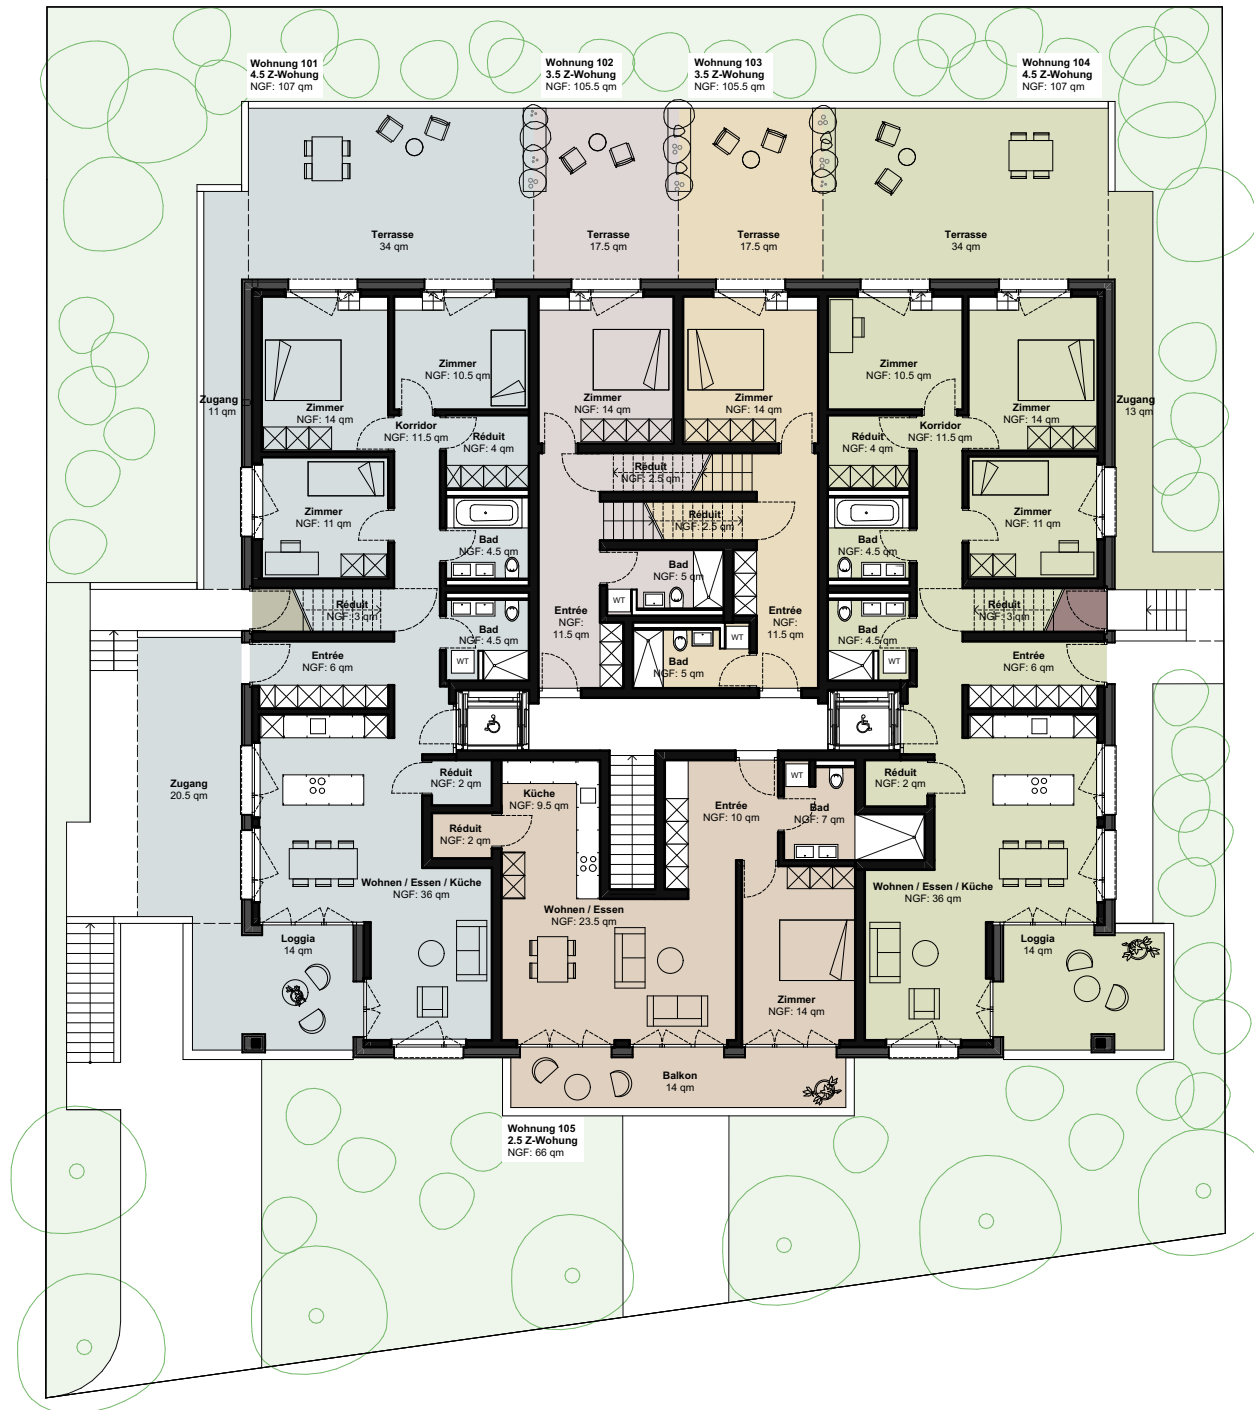 Wohnung 101
4.5 Z-Wohung
NGF: 107 qm
Wohnung 102
3.5 Z-Wohung
NGF: 105.5 qm
Wohnung 103
3.5 Z-Wohung
NGF: 105.5 qm
Wohnung 104
4.5 Z-Wohung
NGF: 107 qm
Terrasse
34 qm
Terrasse
17.5 qm
Terrasse
17.5 qm
Terrasse
34 qm
Zugang
11 qm
Zimmer
NGF: 14 qm
Zimmer
NGF: 10.5 qm
Zimmer
NGF: 14 qm
Zimmer
NGF: 14 qm
Zimmer
NGF: 10.5 qm
Zimmer
NGF: 14 qm
Zugang
13 qm
Korridor
NGF: 11.5 qm
Réduit
NGF: 4 qm
Réduit
NGF: 2.5 qm
Réduit
NGF: 4 qm
Korridor
NGF: 11.5 qm
Zimmer
NGF: 11 qm
Bad
NGF: 4.5 qm
Réduit
NGF: 2.5 qm
Bad
NGF: 4.5 qm
Zimmer
NGF: 11 qm
Bad
NGF: 5 qm
WT
Réduit
NGF: 3 qm
Bad
NGF: 4.5 qm
WT
Entrée
NGF:
11.5 qm
WT
Bad
NGF: 5 qm
Entrée
NGF:
11.5 qm
Bad
NGF: 4.5 qm
WT
Réduit
NGF: 3 qm
Entrée
NGF: 6 qm
Entrée
NGF: 6 qm
Zugang
20.5 qm
Réduit
NGF: 2 qm
Küche
NGF: 9.5 qm
Entrée
NGF: 10 qm
WT
Bad
NGF: 7 qm
Réduit
NGF: 2 qm
Réduit
NGF: 2 qm
Wohnen / Essen / Küche
NGF: 36 qm
Wohnen / Essen
NGF: 23.5 qm
Wohnen / Essen / Küche
NGF: 36 qm
Loggia
14 qm
Zimmer
NGF: 14 qm
Loggia
14 qm
Balkon
14 qm
Wohnung 105
2.5 Z-Wohung
NGF: 66 qm